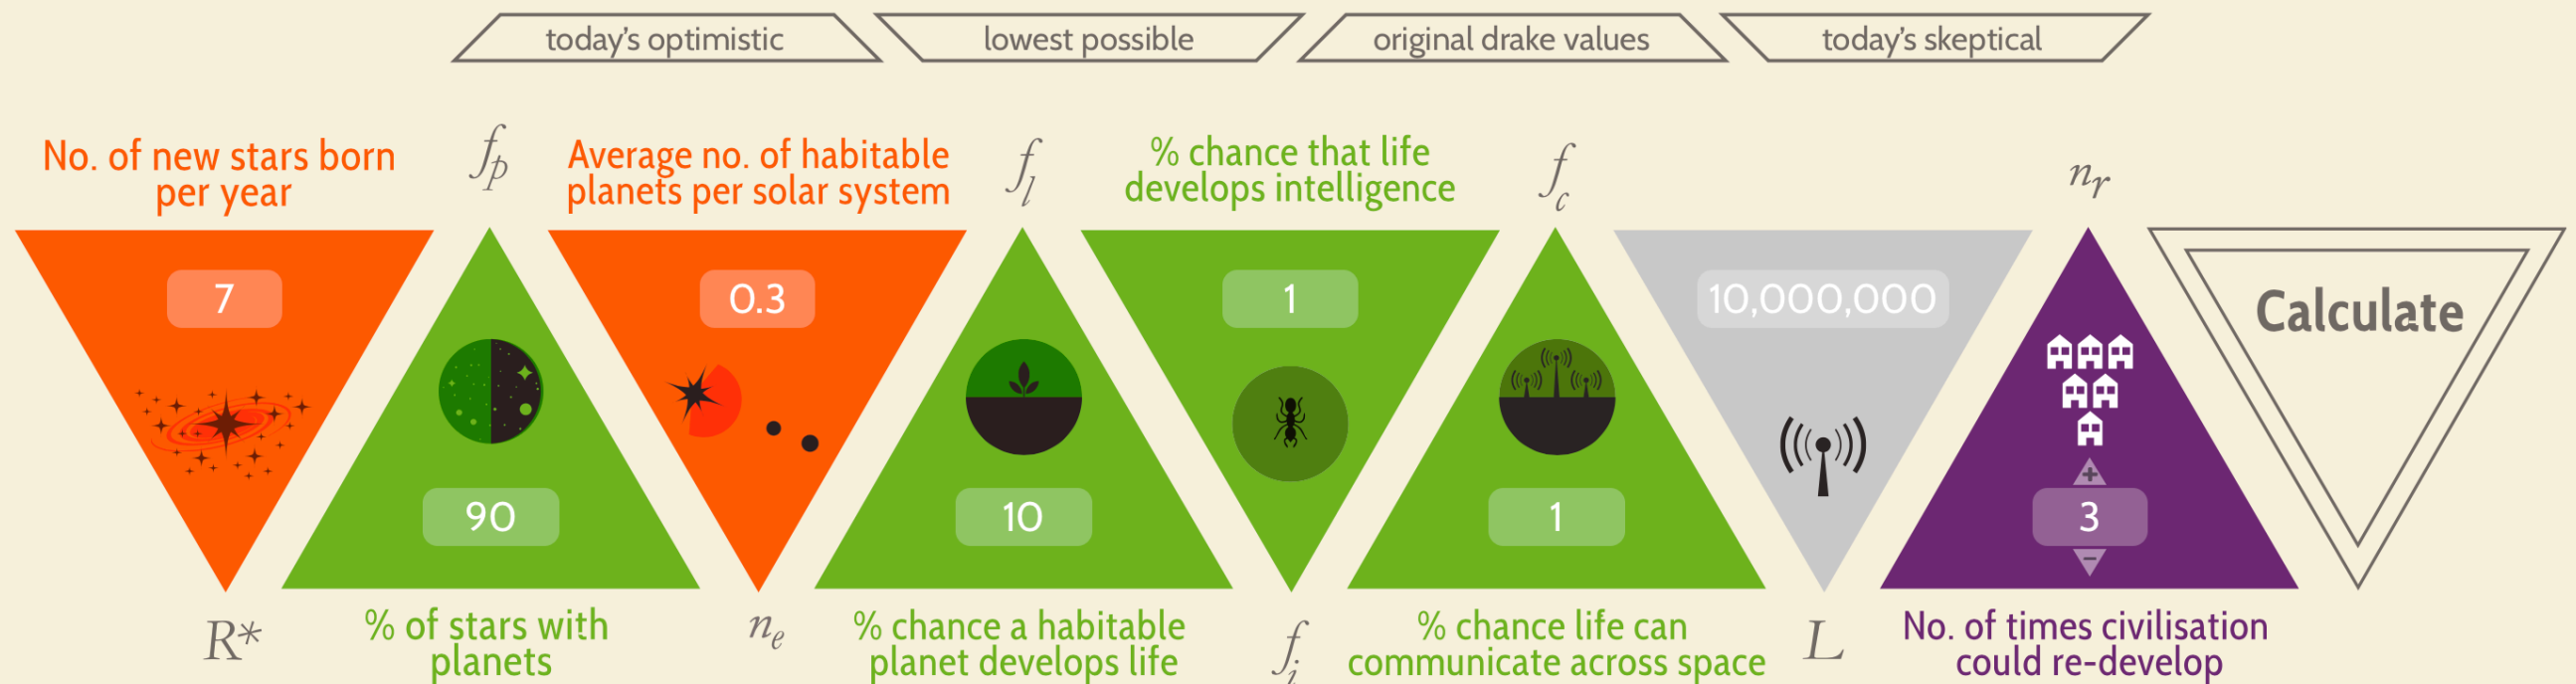 today's optimistic
lowest possible
original drake values
today's skeptical
No. of new stars born
per year
7
R*
fp
90
% of stars with
planets
Average no. of habitable
planets per solar system
0.3
ne
fl
10
% chance a habitable
planet develops life
% chance that life
develops intelligence
1
fi
fc
1
% chance life can
communicate across space
10,000,000
L
nr
+
3
−
No. of times civilisation
could re-develop
Calculate